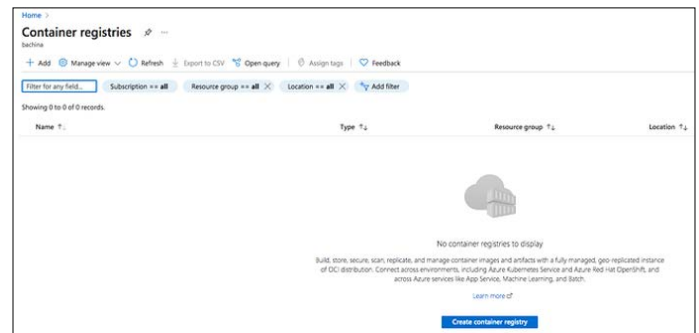 Home >
Container registries
bachina
Add Manage view Refresh Export to CSV Open query Assign tags Feedback
Filter for any field... Subscription == all Resource group == all Location == all Add filter
Showing 0 to 0 of 0 records.
Name Type Resource group Location
No container registries to display
Build, store, secure, scan, replicate, and manage container images and artifacts with a fully managed, geo-replicated instance
of OCI distribution. Connect across environments, including Azure Kubernetes Service and Azure Red Hat OpenShift, and
across Azure services like App Service, Machine Learning, and Batch.
Learn more
Create container registry